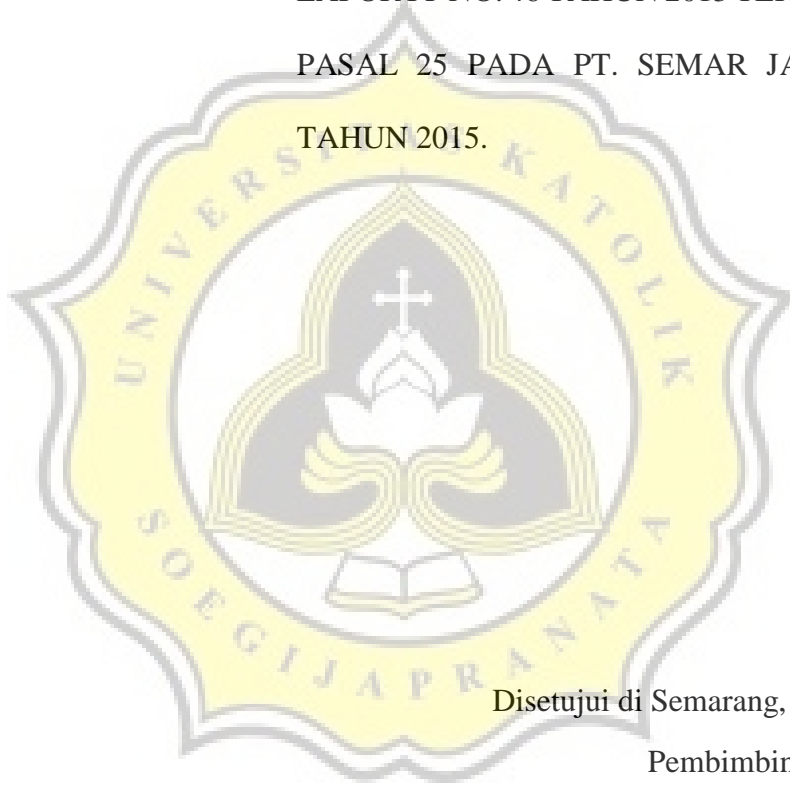 PASAL 25 PADA PT. SEMAR JA
TAHUN 2015.
UNIVERSITAS KATOLIK
SOEGIJAPRANATA
Disetujui di Semarang,
Pembimbin